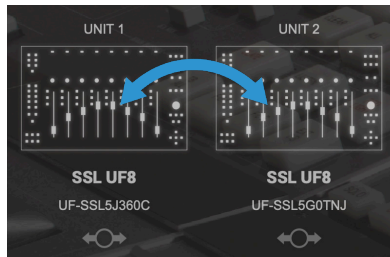 UNIT 1
UNIT 2
SSL UF8
SSL UF8
UF-SSL5J360C
UF-SSL5G0TNJ